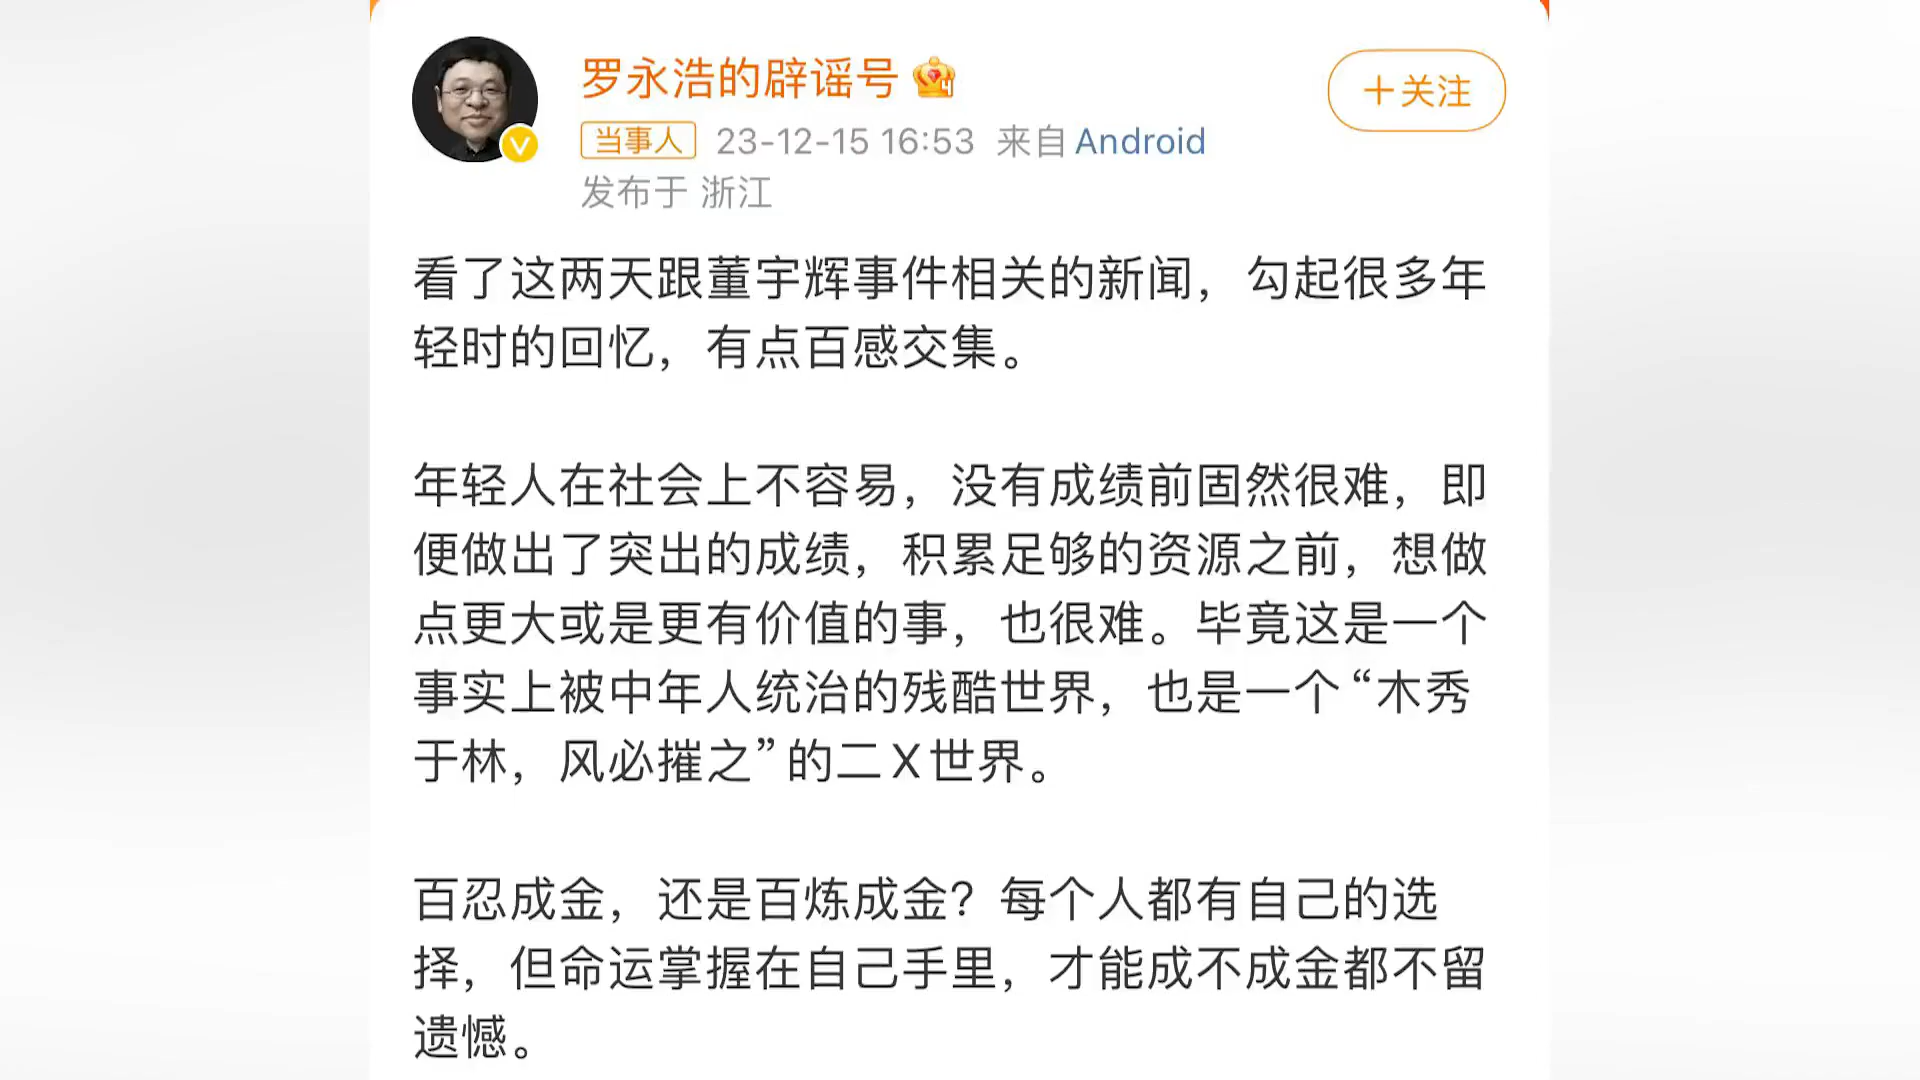 罗永浩的辟谣号
+关注
当事人 23-12-15 16:53 来自 Android
发布于 浙江
看了这两天跟董宇辉事件相关的新闻，勾起很多年
轻时的回忆，有点百感交集。
年轻人在社会上不容易，没有成绩前固然很难，即
便做出了突出的成绩，积累足够的资源之前，想做
点更大或是更有价值的事，也很难。毕竟这是一个
事实上被中年人统治的残酷世界，也是一个“木秀
于林，风必摧之”的二X世界。
百忍成金，还是百炼成金？每个人都有自己的选
择，但命运掌握在自己手里，才能成不成金都不留
遗憾。